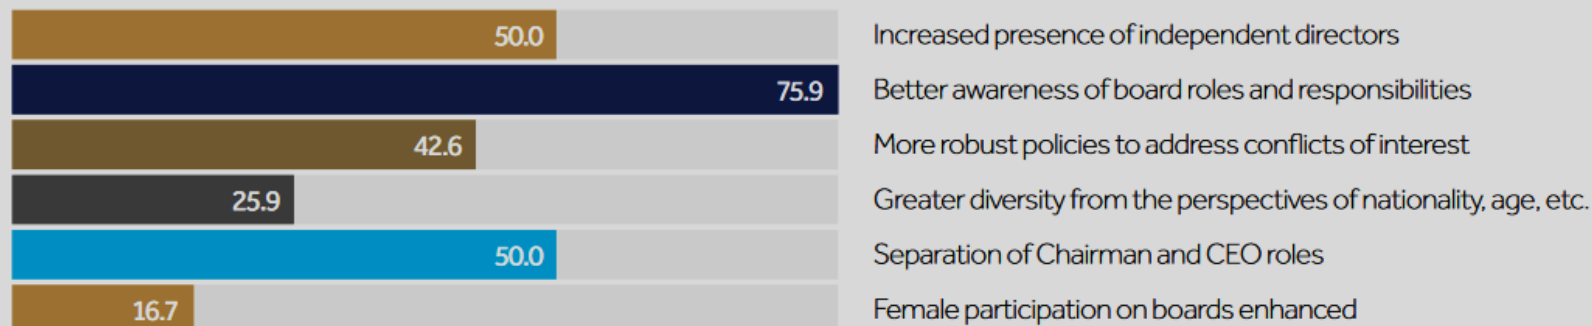 50.0 Increased presence of independent directors
75.9 Better awareness of board roles and responsibilities
42.6 More robust policies to address conflicts of interest
25.9 Greater diversity from the perspectives of nationality, age, etc.
50.0 Separation of Chairman and CEO roles
16.7 Female participation on boards enhanced